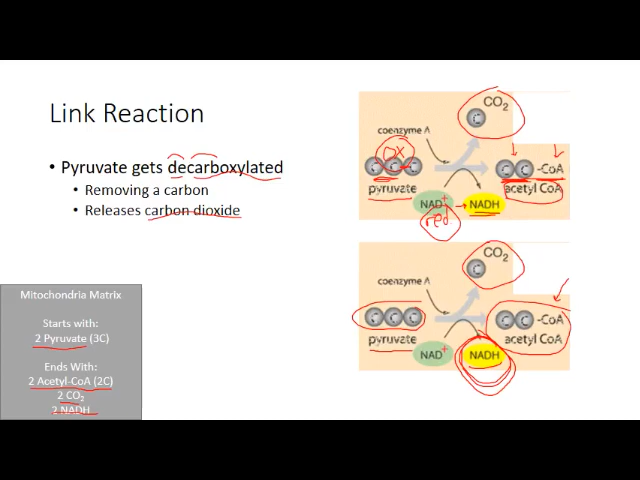 Link Reaction
• Pyruvate gets decarboxylated
• Removing a carbon
• Releases carbon dioxide
Mitochondria Matrix
Starts with:
2 Pyruvate (3C)
Ends With:
2 Acetyl-CoA (2C)
2 CO₂
2 NADH
CO₂
C
coenzyme A
ox
C C C
C C -CoA
pyruvate
acetyl CoA
NAD+
NADH
red
CO₂
C
coenzyme A
C C C
C C -CoA
pyruvate
acetyl CoA
NAD+
NADH